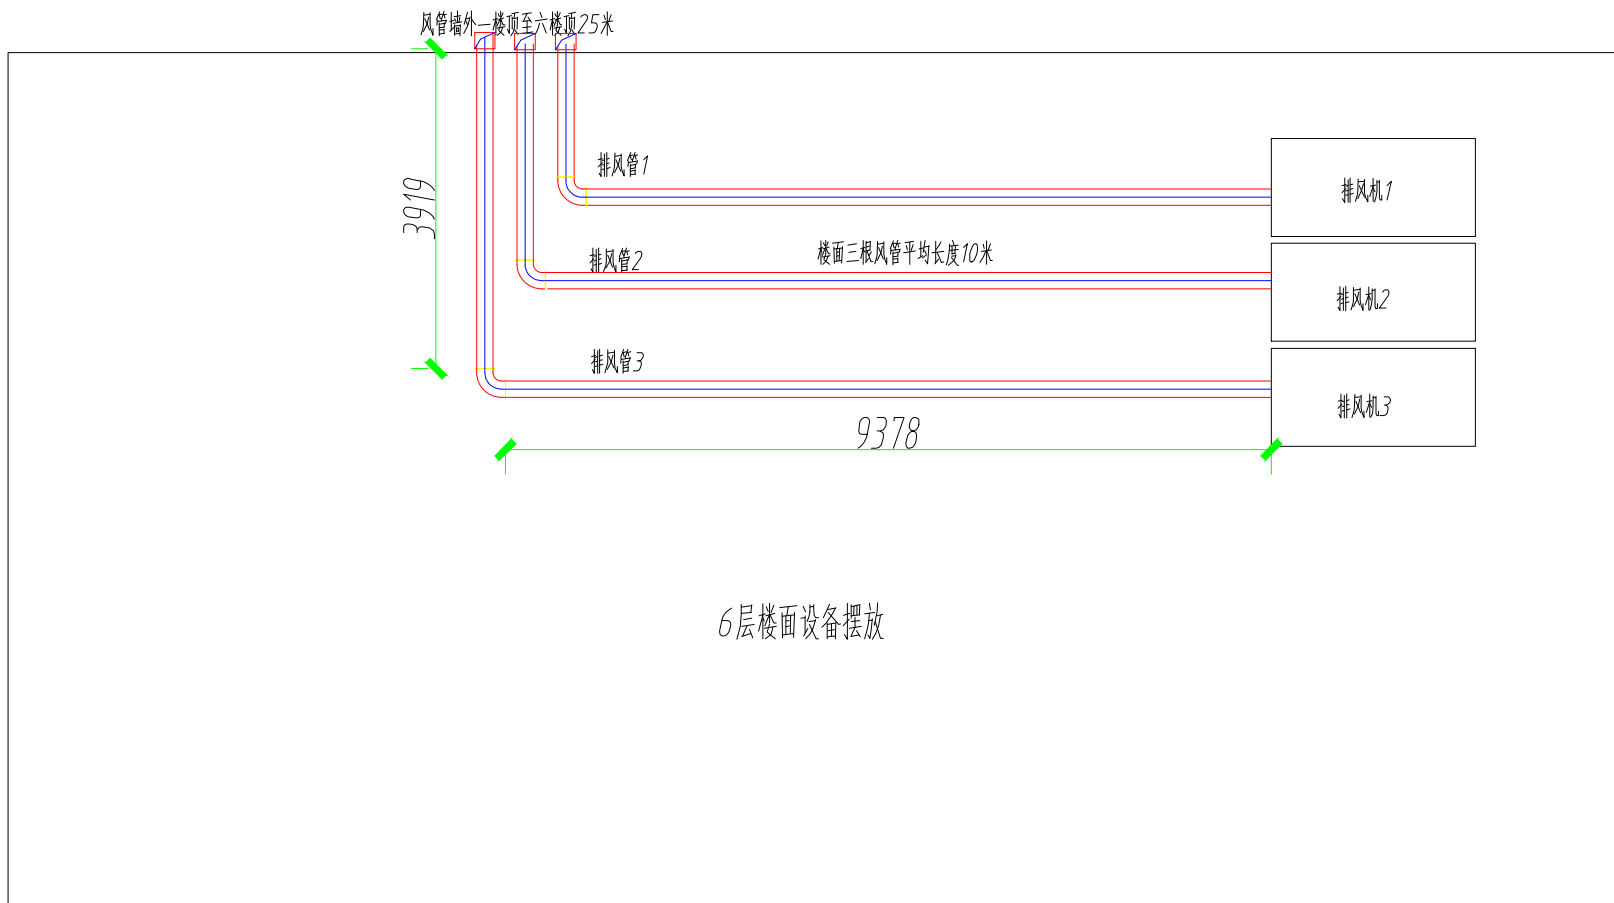 风管墙外一楼顶至六楼顶25米
排风管1
排风机1
3919
排风管2
楼面三根风管平均长度10米
排风机2
排风管3
排风机3
9378
6层楼面设备摆放